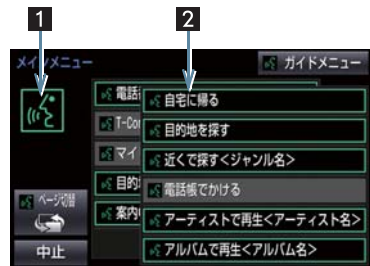 1 2
メインメニュー ガイドメニュー
電話
自宅に帰る
T-Con
目的地を探す
マイ
近くで探す<ジャンル名>
目的
電話帳でかける
ページ切替
案内
アーティストで再生<アーティスト名>
中止
アルバムで再生<アルバム名>